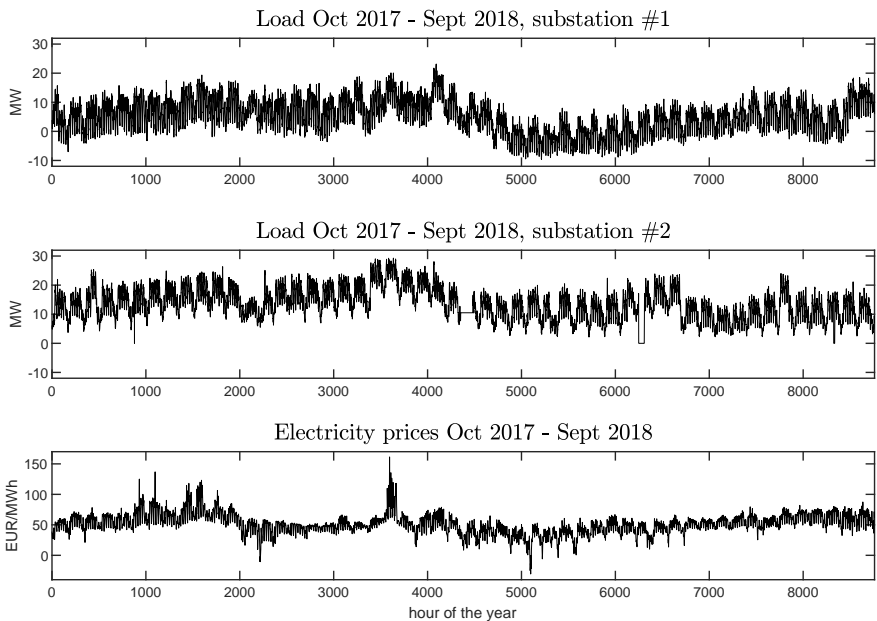 Load Oct 2017 - Sept 2018, substation #1
30
20
10
0
-10
MW
0 1000 2000 3000 4000 5000 6000 7000 8000
Load Oct 2017 - Sept 2018, substation #2
30
20
10
0
-10
MW
0 1000 2000 3000 4000 5000 6000 7000 8000
Electricity prices Oct 2017 - Sept 2018
150
100
50
0
EUR/MWh
0 1000 2000 3000 4000 5000 6000 7000 8000
hour of the year